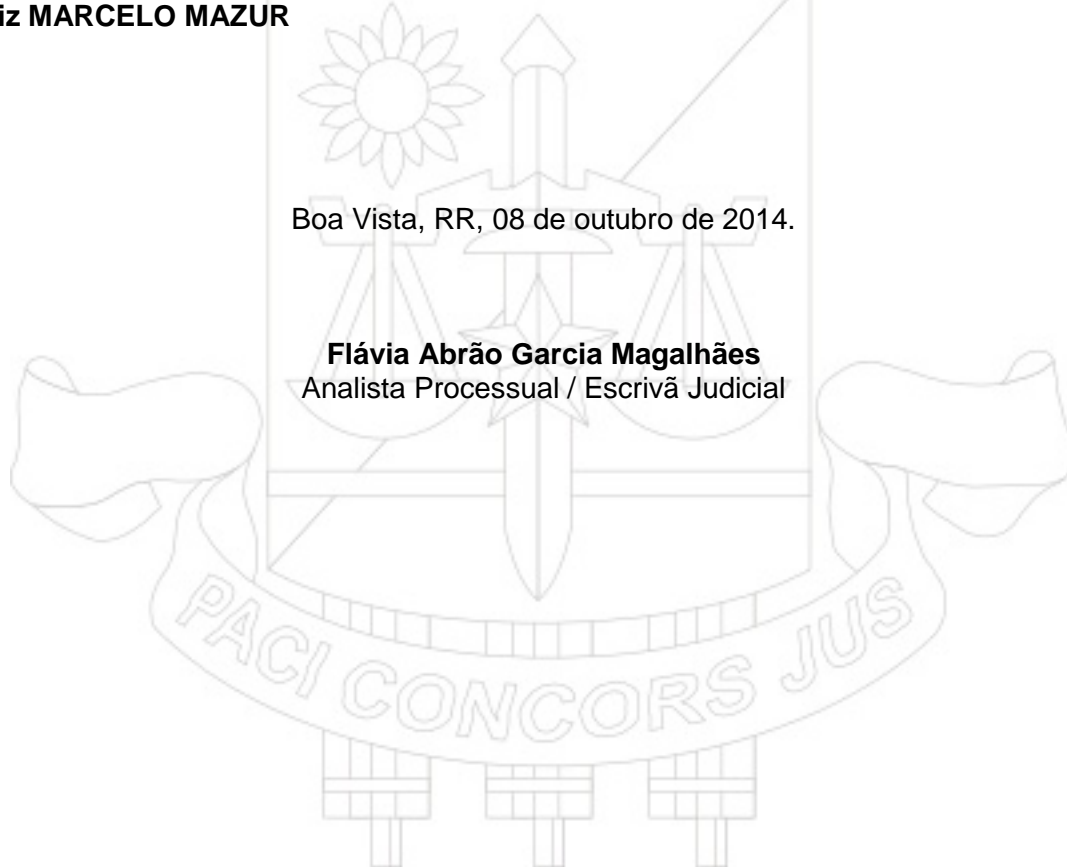 iz MARCELO MAZUR
Boa Vista, RR, 08 de outubro de 2014.
Flávia Abrão Garcia Magalhães
Analista Processual / Escrivã Judicial
PACI CONCORS JUS